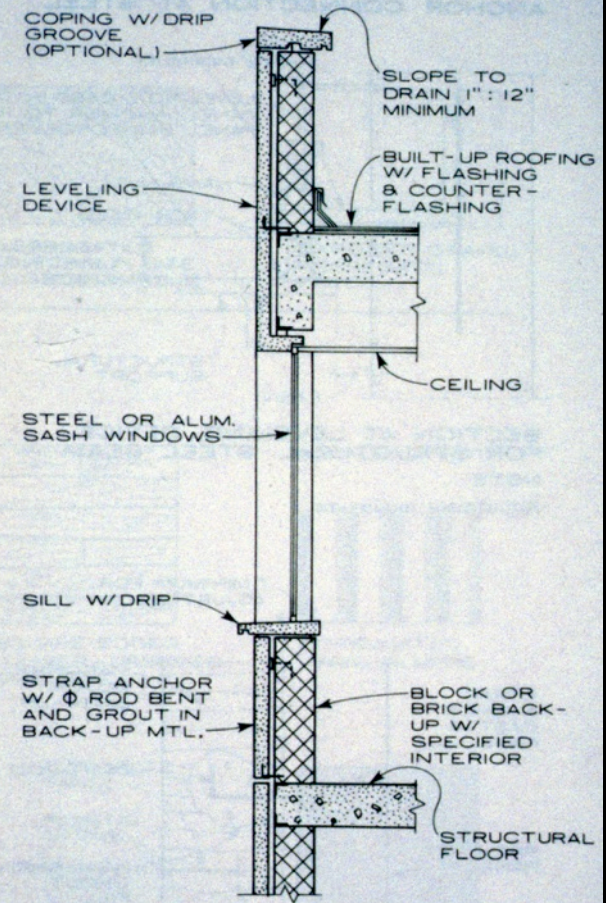 COPING W/ DRIP
GROOVE
(OPTIONAL)
SLOPE TO
DRAIN 1" : 12"
MINIMUM
BUILT-UP ROOFING
W/ FLASHING
& COUNTER-
FLASHING
LEVELING
DEVICE
CEILING
STEEL OR ALUM.
SASH WINDOWS
SILL W/ DRIP
STRAP ANCHOR
W/ Φ ROD BENT
AND GROUT IN
BACK-UP MTL.
BLOCK OR
BRICK BACK-
UP W/
SPECIFIED
INTERIOR
STRUCTURAL
FLOOR